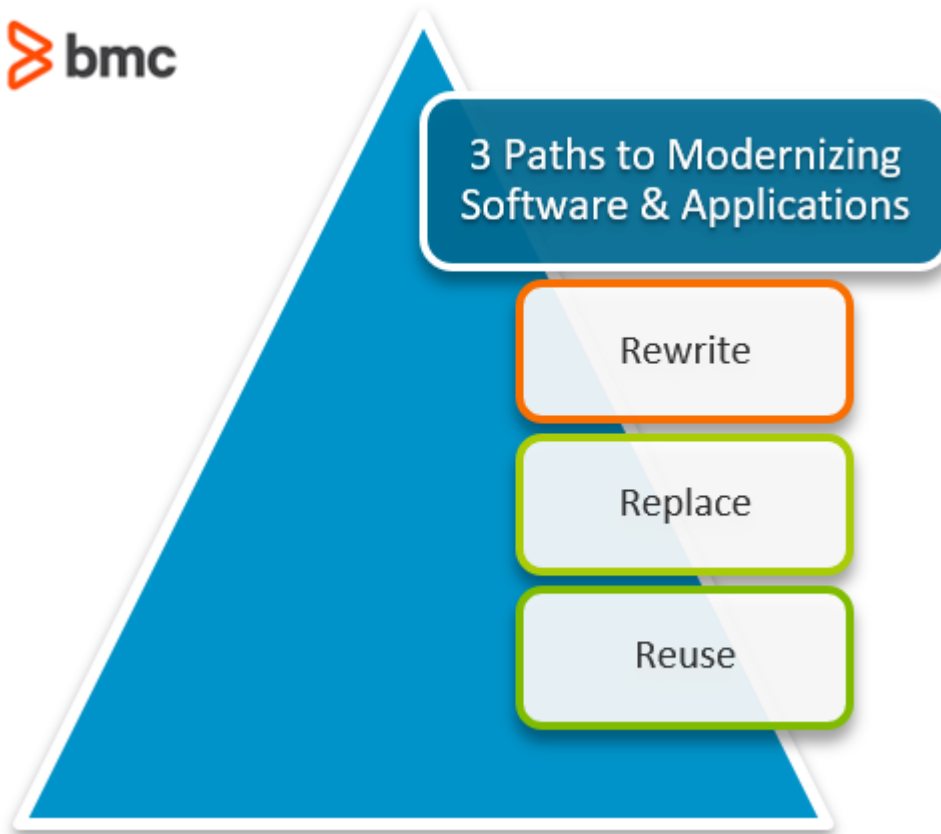 bmc
3 Paths to Modernizing
Software & Applications
Rewrite
Replace
Reuse